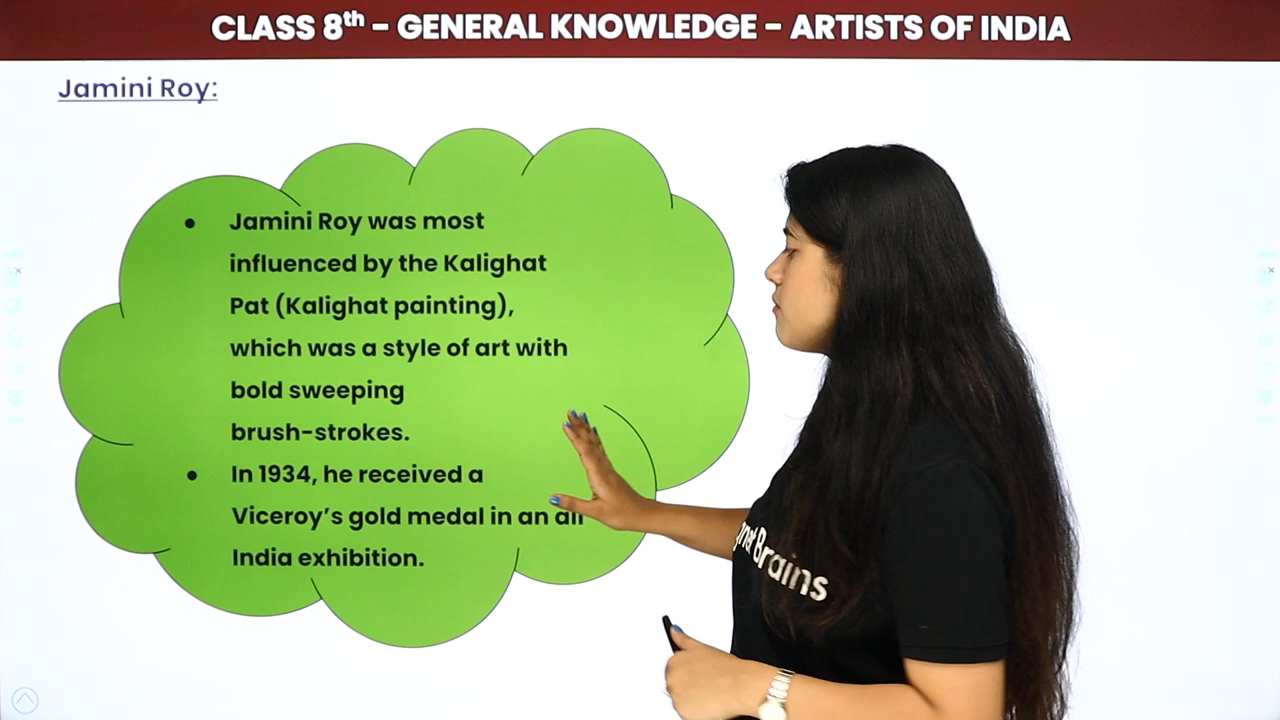 CLASS 8th - GENERAL KNOWLEDGE - ARTISTS OF INDIA
Jamini Roy:
• Jamini Roy was most
influenced by the Kalighat
Pat (Kalighat painting),
which was a style of art with
bold sweeping
brush-strokes.
• In 1934, he received a
Viceroy's gold medal in an all
India exhibition.
Brains